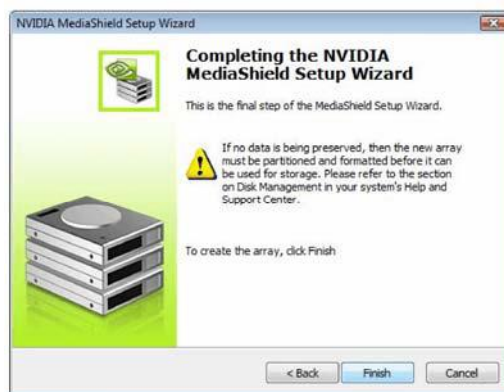 NVIDIA MediaShield Setup Wizard
Completing the NVIDIA
MediaShield Setup Wizard
This is the final step of the MediaShield Setup Wizard.
If no data is being preserved, then the new array
must be partitioned and formatted before it can
be used for storage. Please refer to the section
on Disk Management in your system's Help and
Support Center.
To create the array, click Finish
< Back
Finish
Cancel